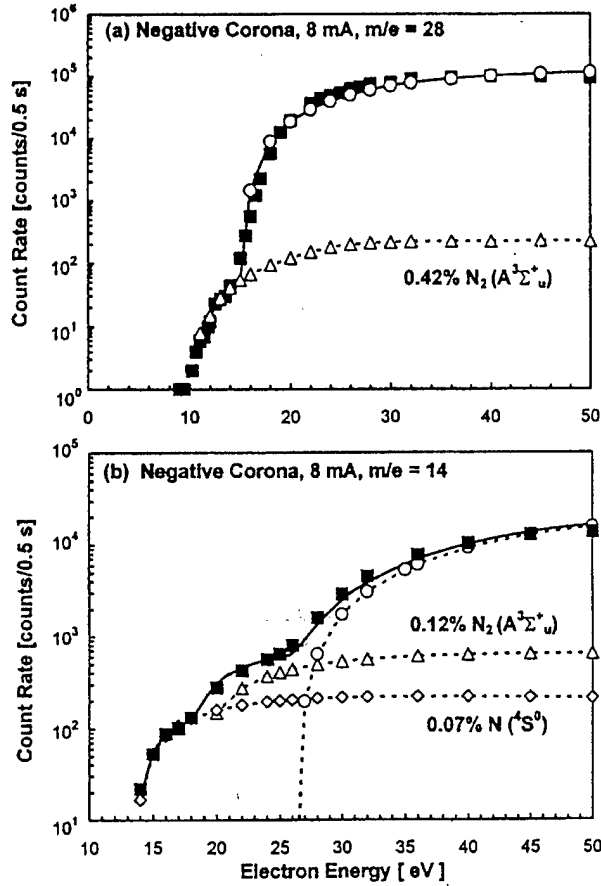 10⁶
(a) Negative Corona, 8 mA, m/e = 28
10⁵
10⁴
10³
10²
10¹
10⁰
Count Rate [counts/0.5 s]
0.42% N₂ (A³Σ⁺ᵤ)
0 10 20 30 40 50
10⁵
(b) Negative Corona, 8 mA, m/e = 14
10⁴
10³
10²
10¹
Count Rate [counts/0.5 s]
0.12% N₂ (A³Σ⁺ᵤ)
0.07% N (⁴S⁰)
10 15 20 25 30 35 40 45 50
Electron Energy [ eV]